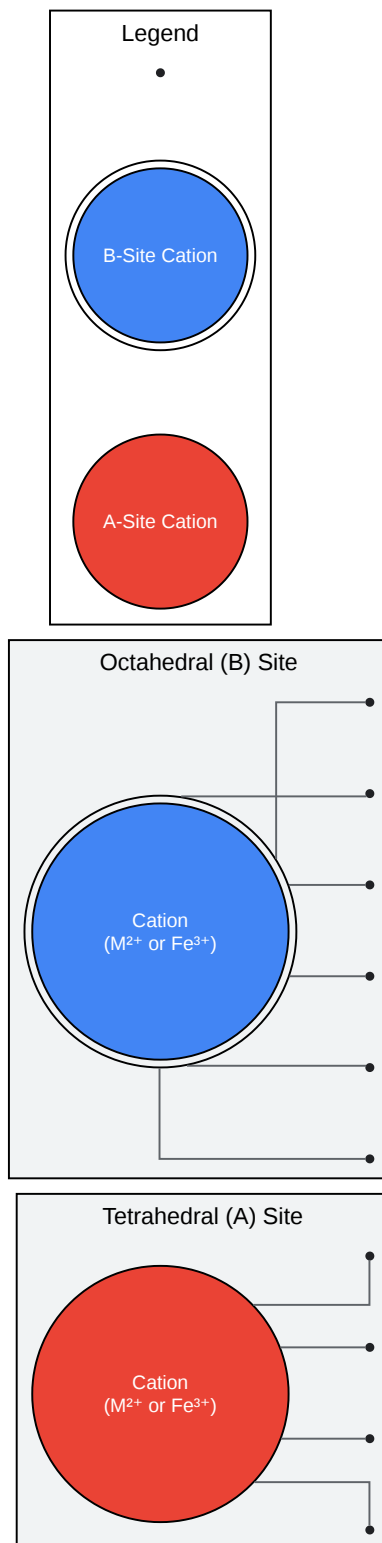 Legend
B-Site Cation
A-Site Cation
Octahedral (B) Site
Cation
(M²⁺ or Fe³⁺)
Tetrahedral (A) Site
Cation
(M²⁺ or Fe³⁺)